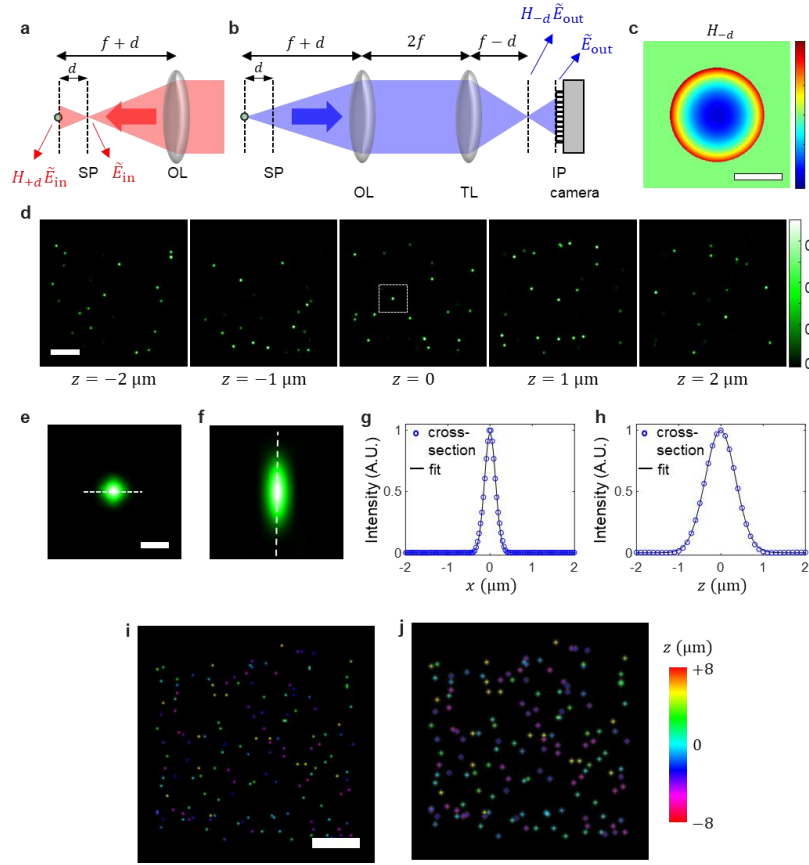 a
b
c
f + d
f + d
2f
f − d
H₋d Ẽout
Ẽout
H₋d
d
d
H₊d Ẽin
SP
Ẽin
OL
SP
OL
TL
IP
camera
d
z = −2 μm
z = −1 μm
z = 0
z = 1 μm
z = 2 μm
e
f
g
h
Intensity (A.U.)
1
0.5
0
cross-
section
fit
-2
-1
0
1
2
x (μm)
Intensity (A.U.)
1
0.5
0
cross-
section
fit
-2
-1
0
1
2
z (μm)
i
j
z (μm)
+8
0
−8